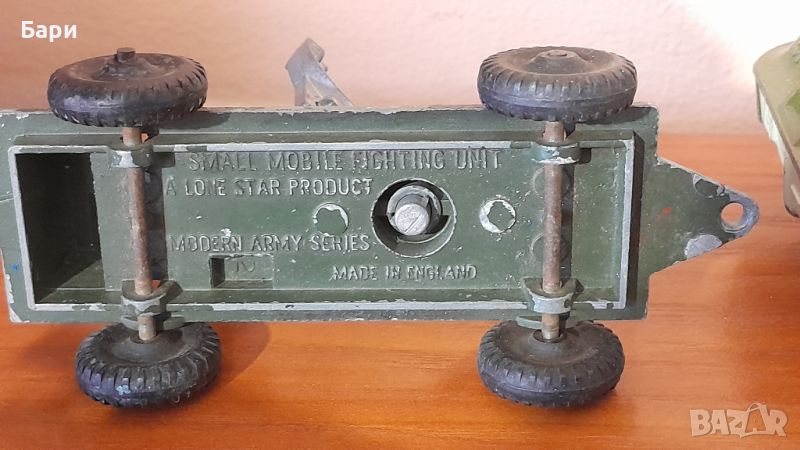 Бари
SMALL MOBILE FIGHTING UNIT
A LONE STAR PRODUCT
MODERN ARMY SERIES
MADE IN ENGLAND
BAZAR